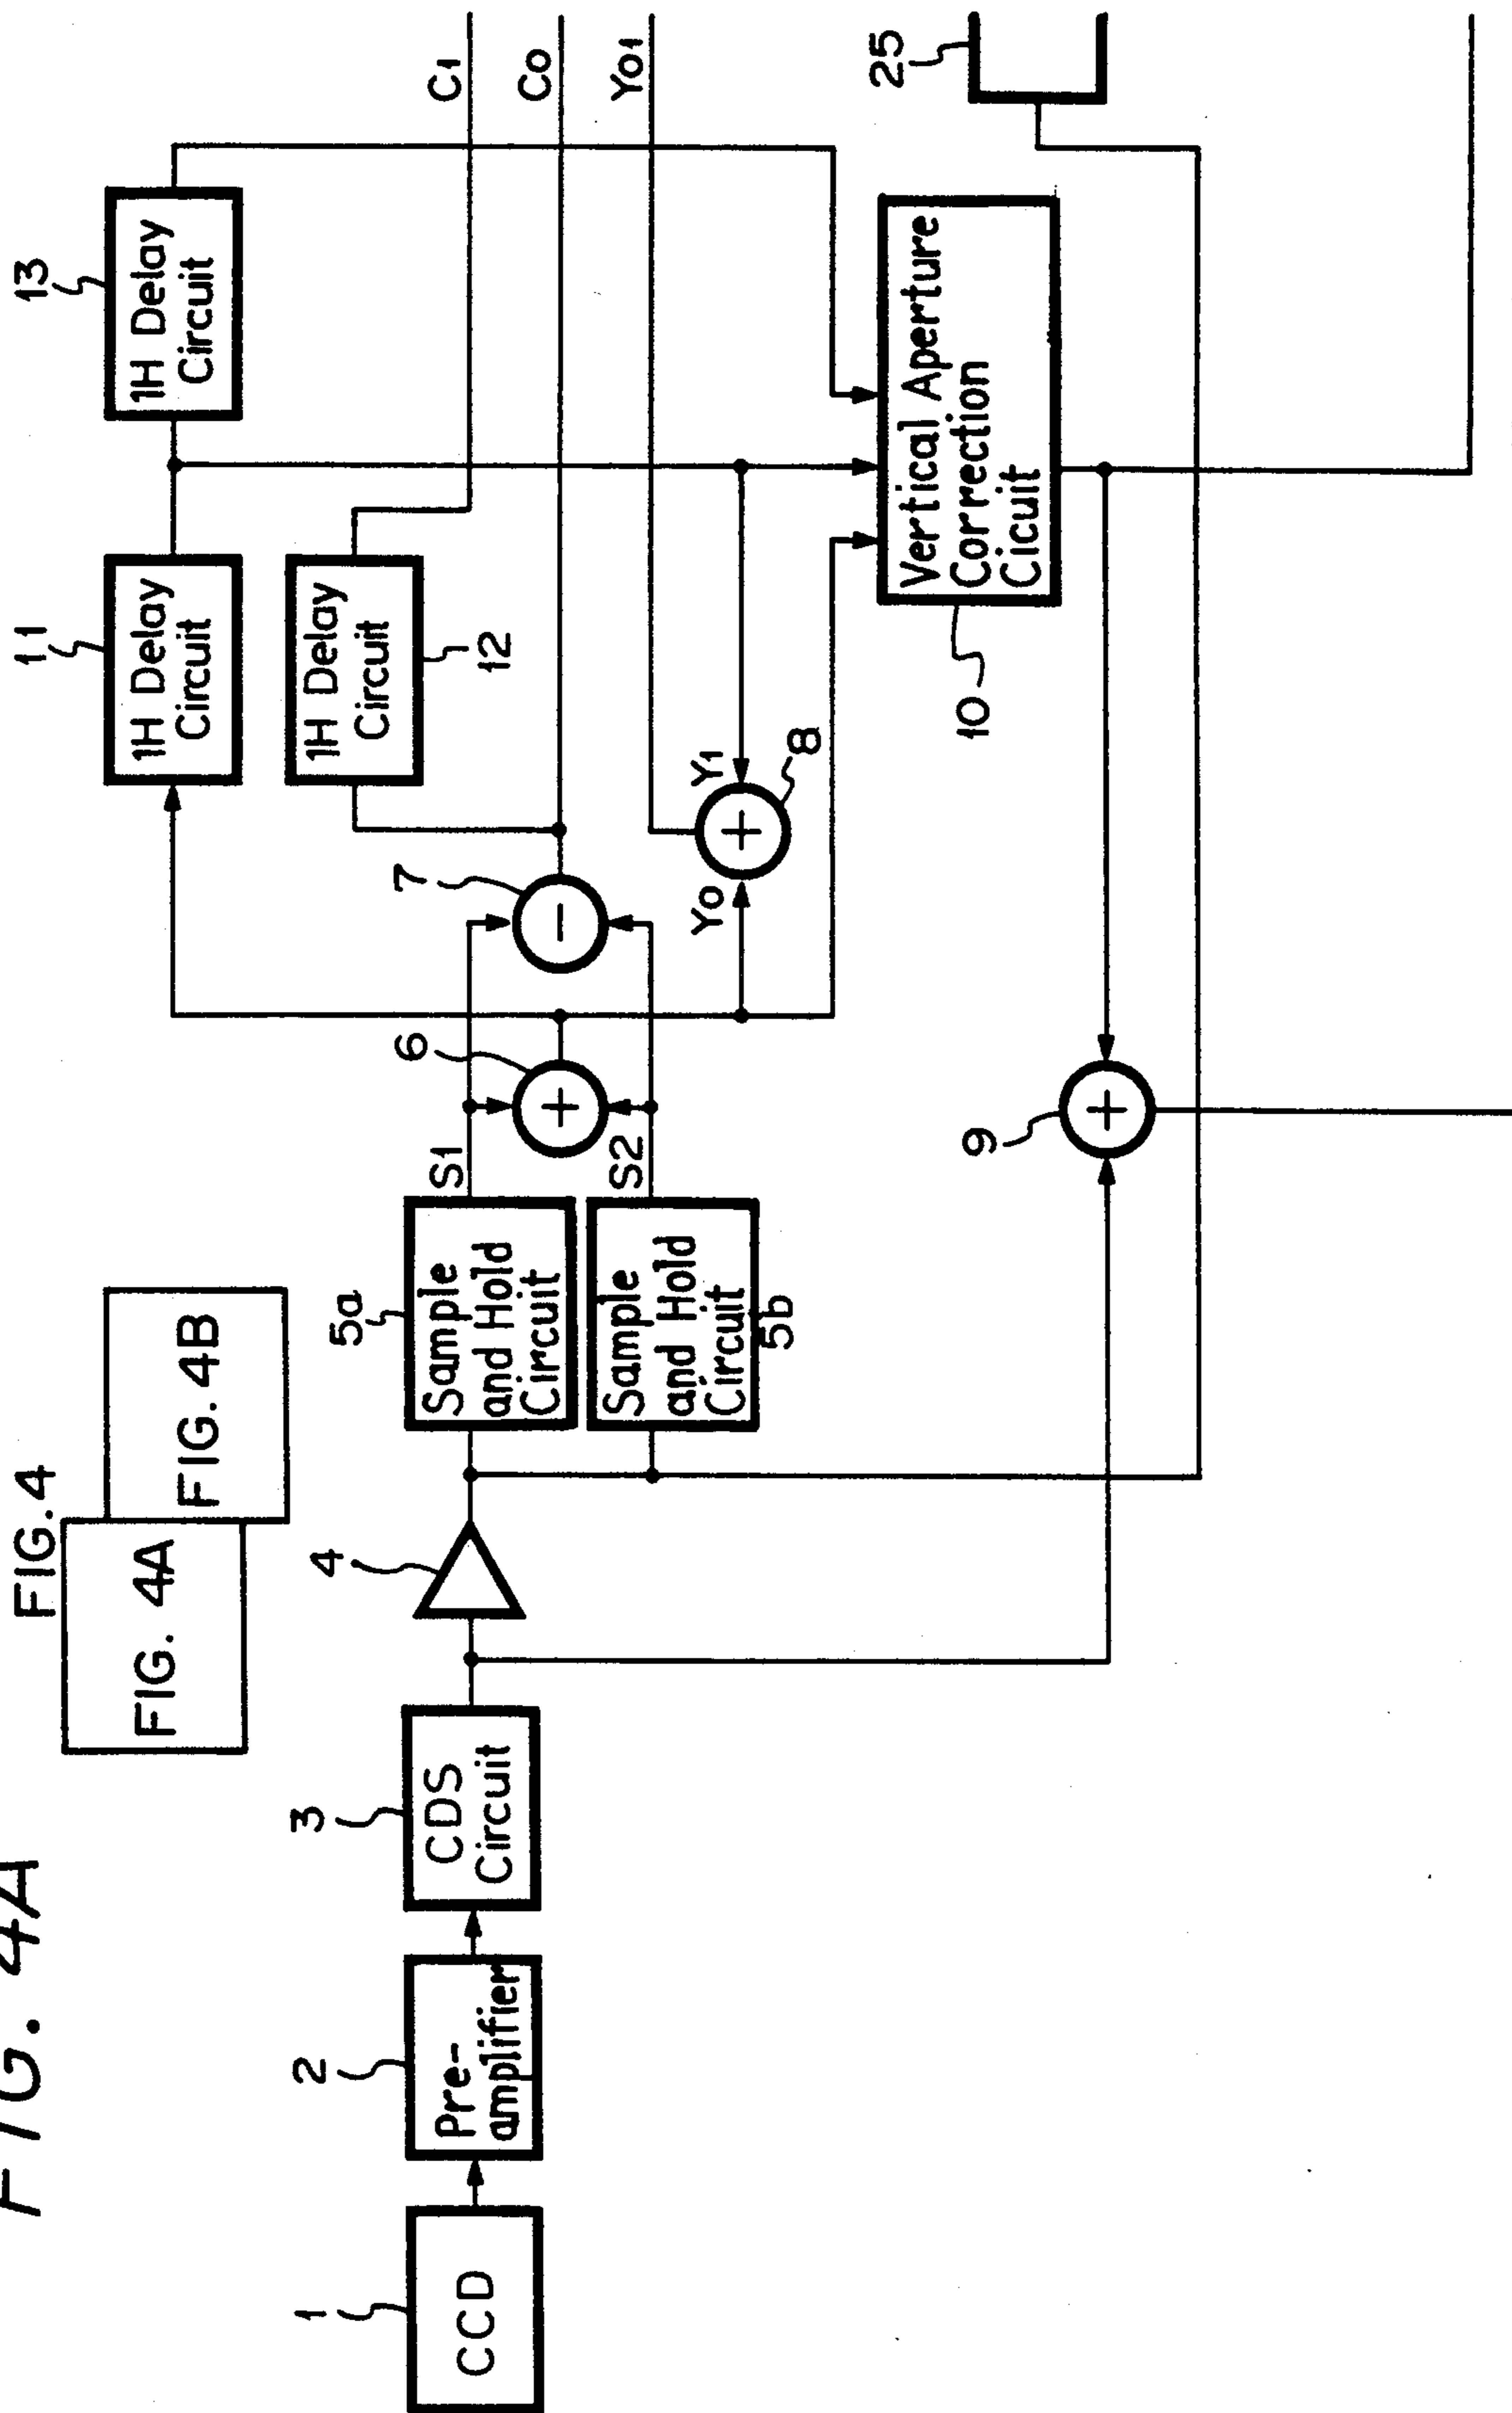 FIG. 4A
FIG. 4
FIG. 4A
FIG. 4B
1
CCD
2
Pre-
amplifier
3
CDS
Circuit
4
5a
Sample
and Hold
Circuit
Sample
and Hold
Circuit
5b
S1
S2
6
7
Y0
Y1
8
9
11
1H Delay
Circuit
1H Delay
Circuit
12
13
1H Delay
Circuit
C1
C0
Y01
10
Vertical Aperture
Correction
Cicuit
25